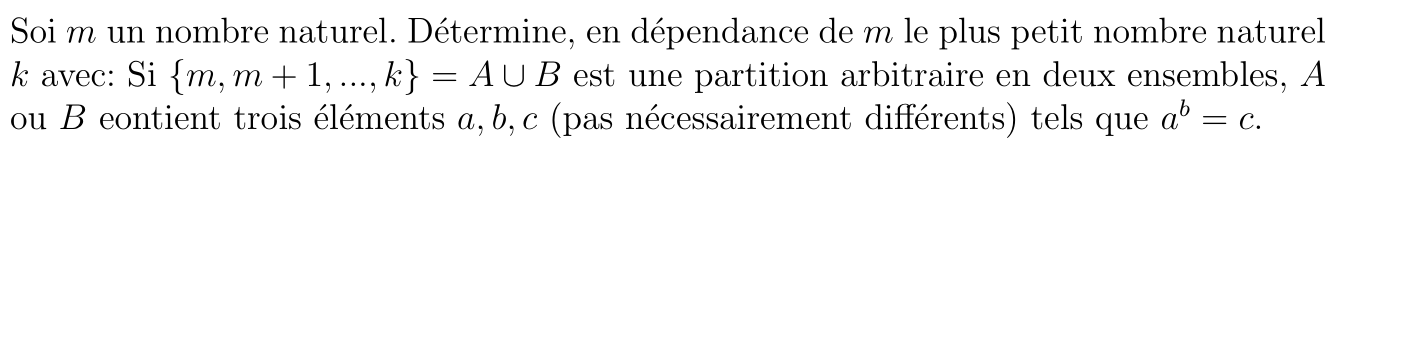 Soi m un nombre naturel. Détermine, en dépendance de m le plus petit nombre naturel
k avec: Si {m, m + 1, ..., k} = A ∪ B est une partition arbitraire en deux ensembles, A
ou B eontient trois éléments a, b, c (pas nécessairement différents) tels que a^b = c.